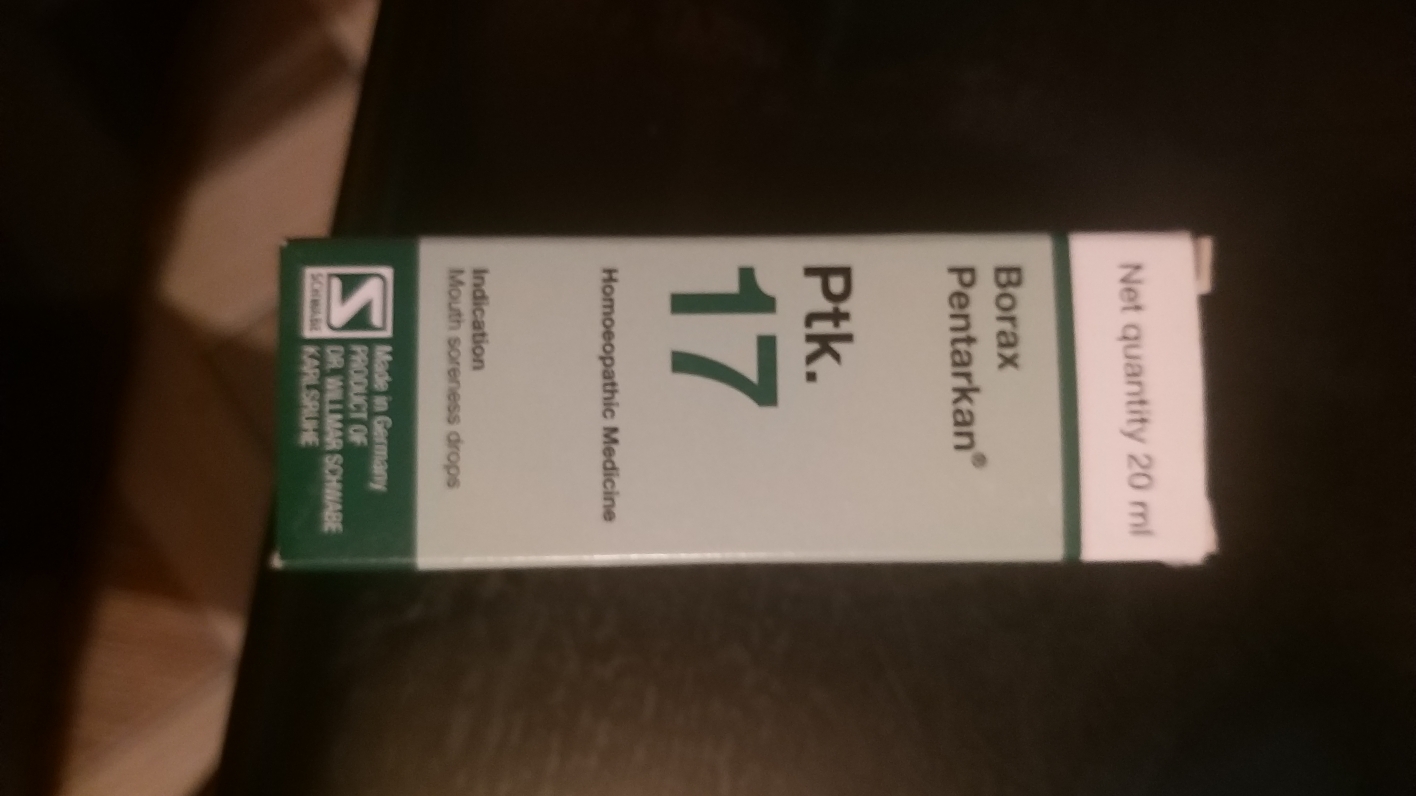 Net quantity 20 ml
Borax
Pentarkan®
Ptk.
17
Homoeopathic Medicine
Indication
Mouth soreness drops
Made in Germany
PRODUCT OF
DR. WILLMAR SCHWABE
KARLSRUHE
SCHWABE